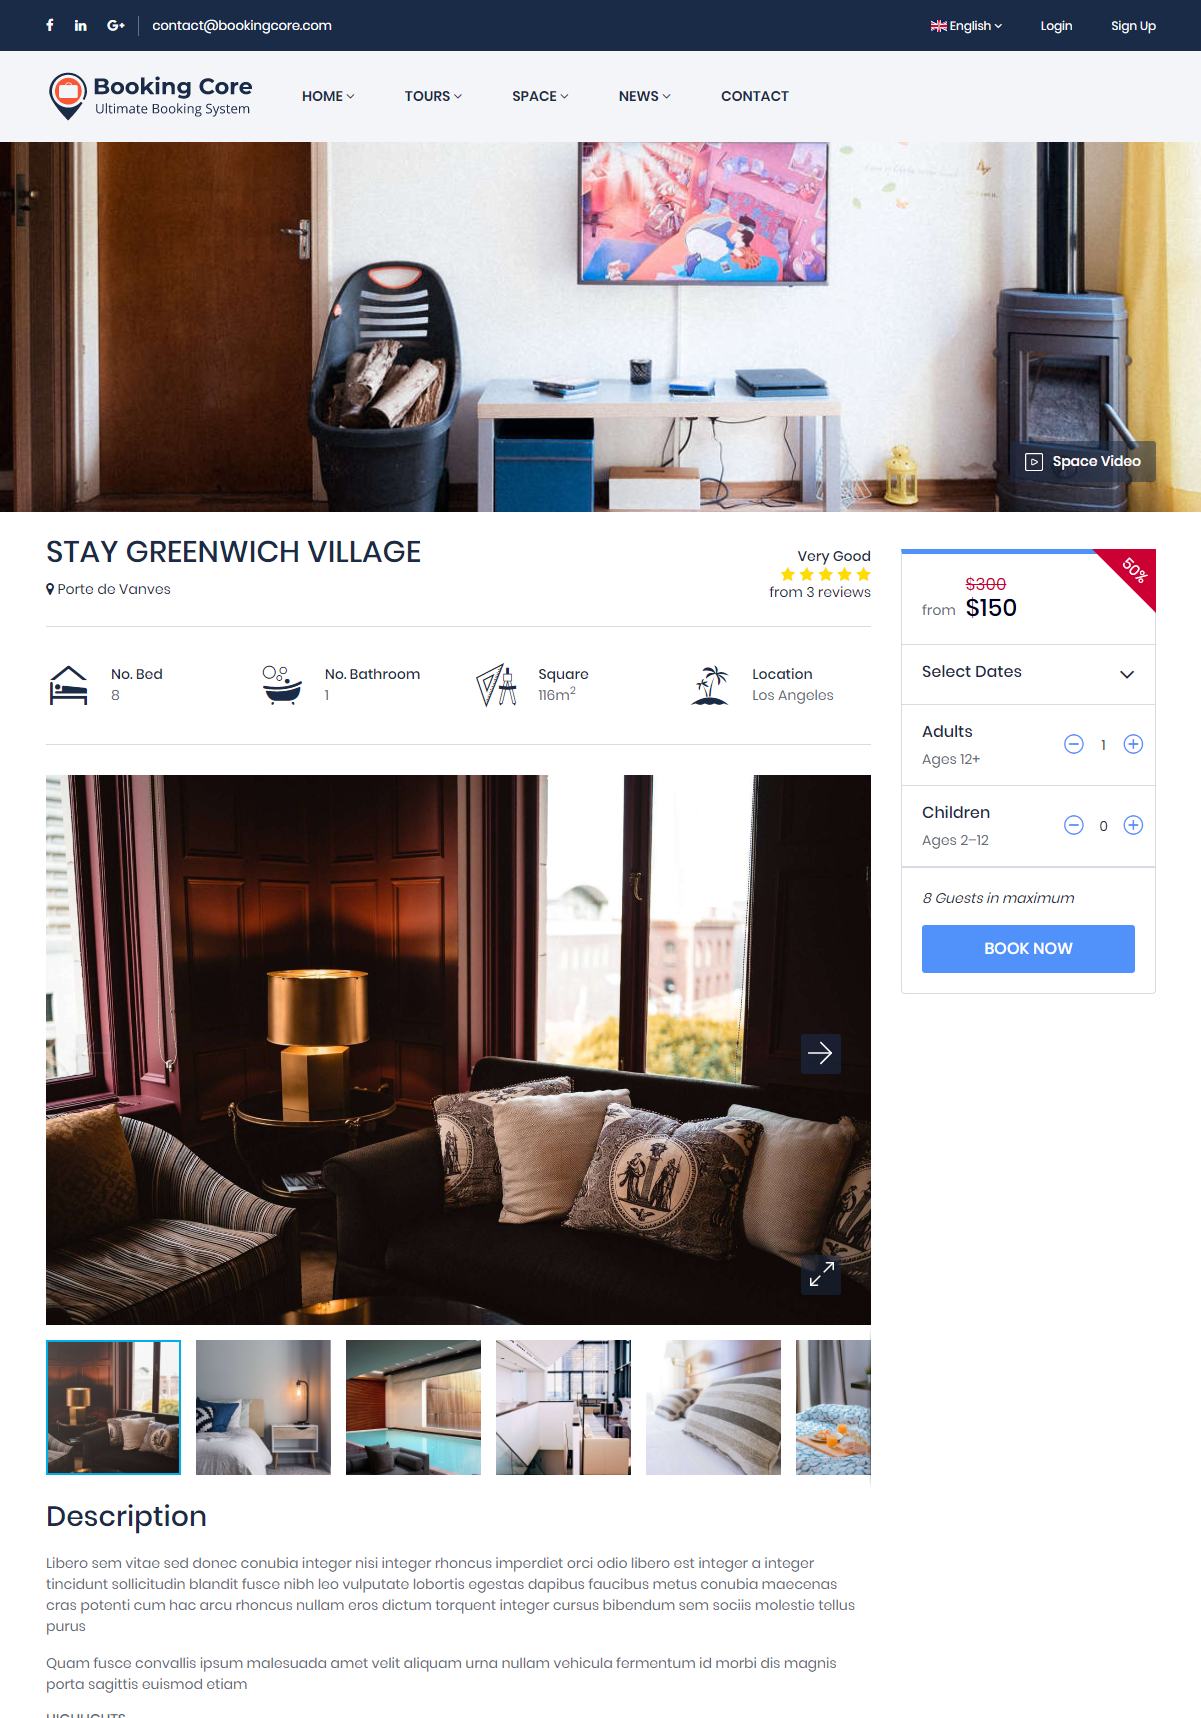 contact@bookingcore.com
English
Login
Sign Up
Booking Core
Ultimate Booking System
HOME
TOURS
SPACE
NEWS
CONTACT
Space Video
STAY GREENWICH VILLAGE
Porte de Vanves
Very Good
from 3 reviews
No. Bed
8
No. Bathroom
1
Square
116m²
Location
Los Angeles
50%
$300
from $150
Select Dates
Adults
Ages 12+
1
Children
Ages 2–12
0
8 Guests in maximum
BOOK NOW
Description
Libero sem vitae sed donec conubia integer nisi integer rhoncus imperdiet orci odio libero est integer a integer
tincidunt sollicitudin blandit fusce nibh leo vulputate lobortis egestas dapibus faucibus metus conubia maecenas
cras potenti cum hac arcu rhoncus nullam eros dictum torquent integer cursus bibendum sem sociis molestie tellus
purus
Quam fusce convallis ipsum malesuada amet velit aliquam urna nullam vehicula fermentum id morbi dis magnis
porta sagittis euismod etiam
HIGHLIGHTS